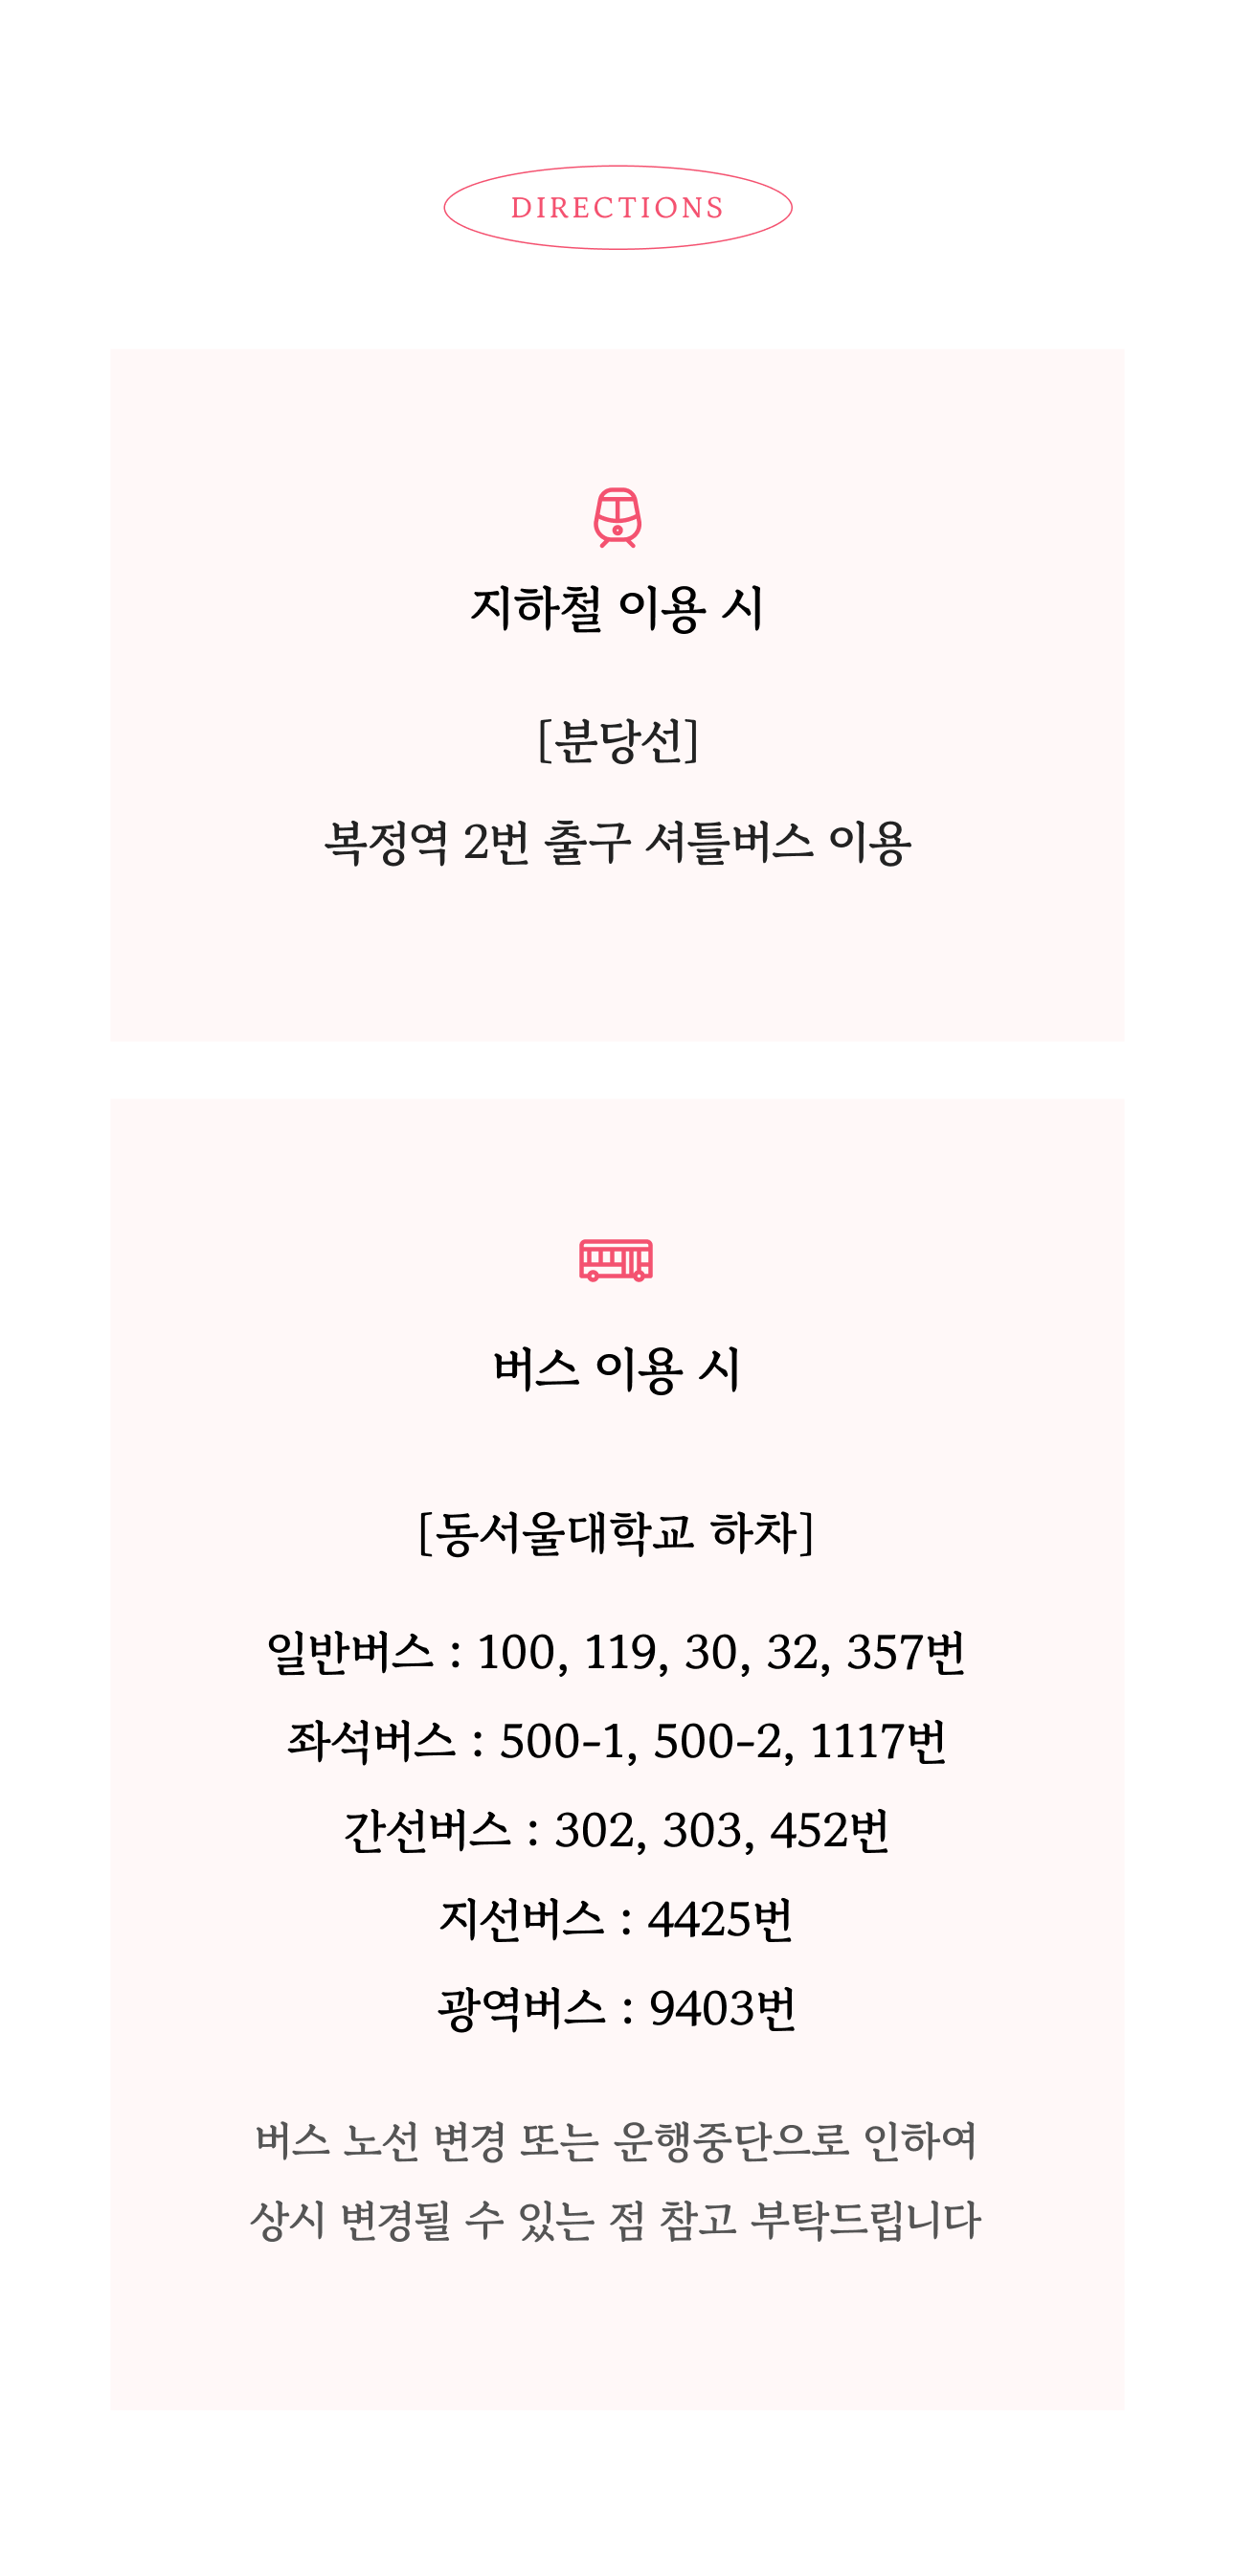 DIRECTIONS
지하철 이용 시
[분당선]
복정역 2번 출구 셔틀버스 이용
버스 이용 시
[동서울대학교 하차]
일반버스 : 100, 119, 30, 32, 357번
좌석버스 : 500-1, 500-2, 1117번
간선버스 : 302, 303, 452번
지선버스 : 4425번
광역버스 : 9403번
버스 노선 변경 또는 운행중단으로 인하여
상시 변경될 수 있는 점 참고 부탁드립니다